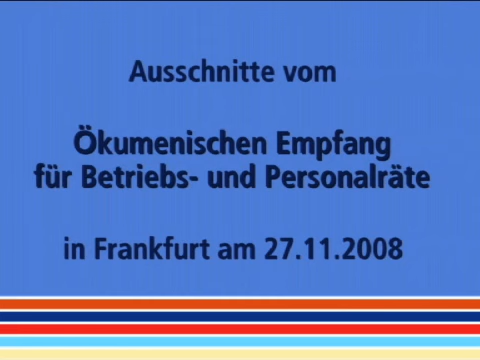 Ausschnitte vom
Ökumenischen Empfang
für Betriebs- und Personalräte
in Frankfurt am 27.11.2008